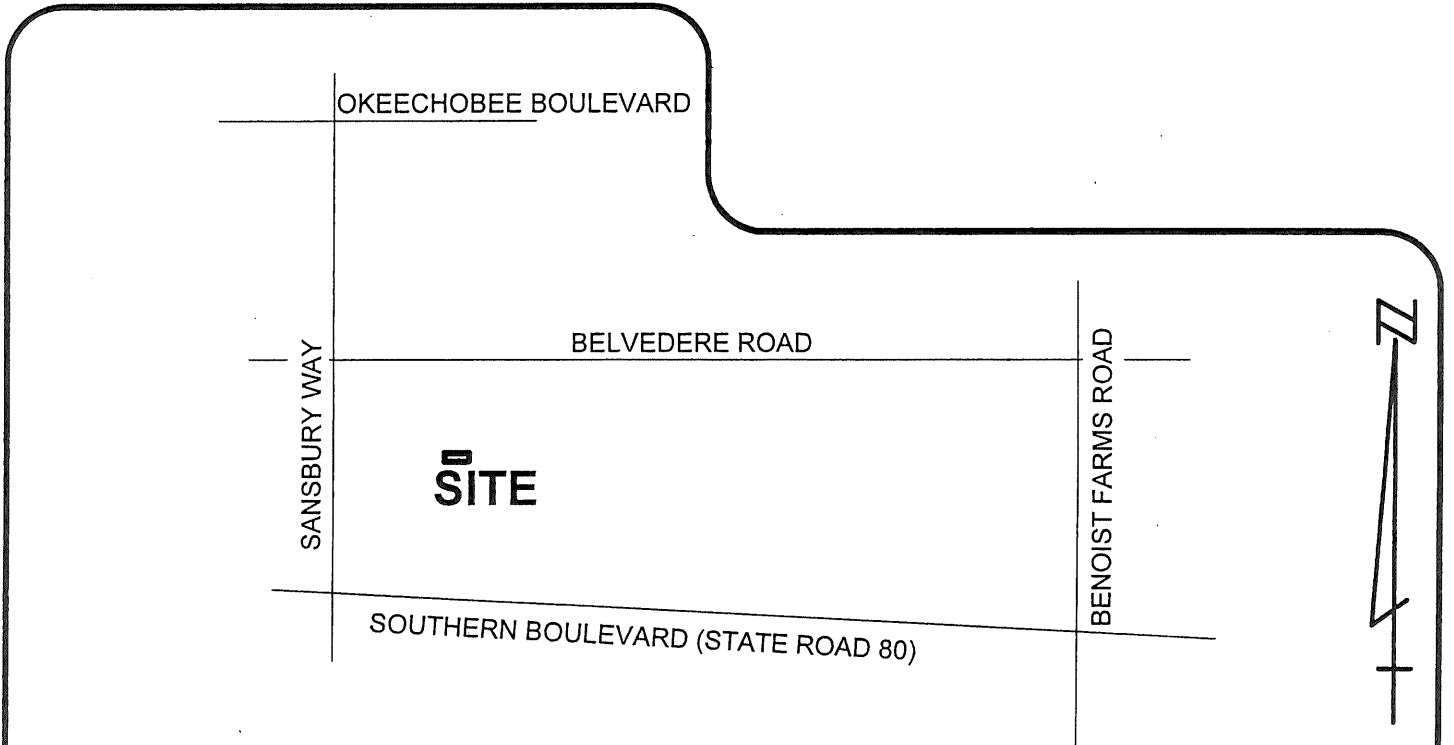 OKEECHOBEE BOULEVARD
BELVEDERE ROAD
SANSBURY WAY
BENOIST FARMS ROAD
SITE
SOUTHERN BOULEVARD (STATE ROAD 80)
N